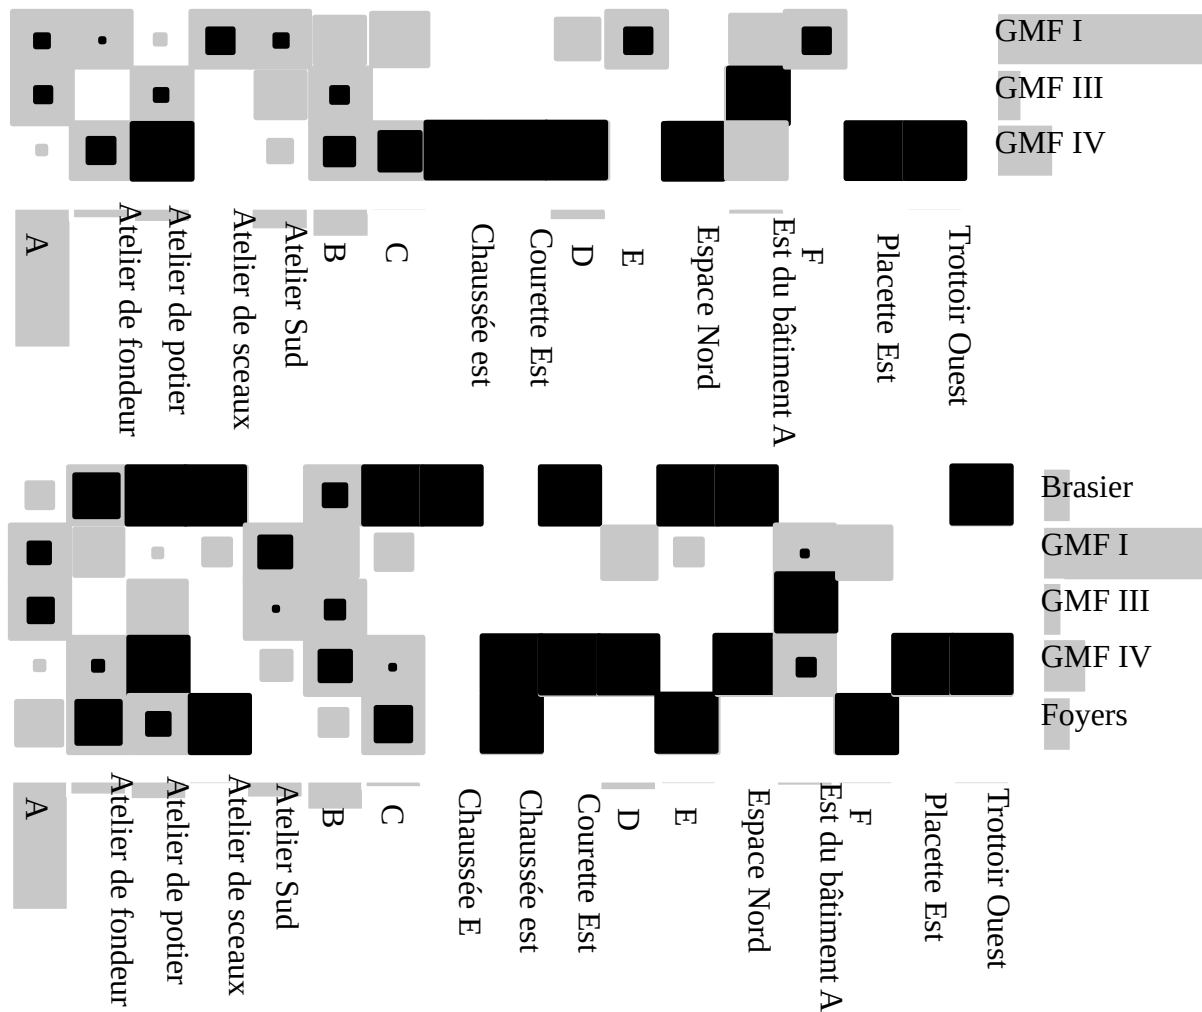 GMF I
GMF III
GMF IV
A
Atelier de fondeur
Atelier de potier
Atelier de sceaux
Atelier Sud
B
C
Chaussée est
Courette Est
D
E
Espace Nord
Est du bâtiment A
F
Placette Est
Trottoir Ouest
Brasier
GMF I
GMF III
GMF IV
Foyers
A
Atelier de fondeur
Atelier de potier
Atelier de sceaux
Atelier Sud
B
C
Chaussée E
Chaussée est
Courette Est
D
E
Espace Nord
Est du bâtiment A
F
Placette Est
Trottoir Ouest